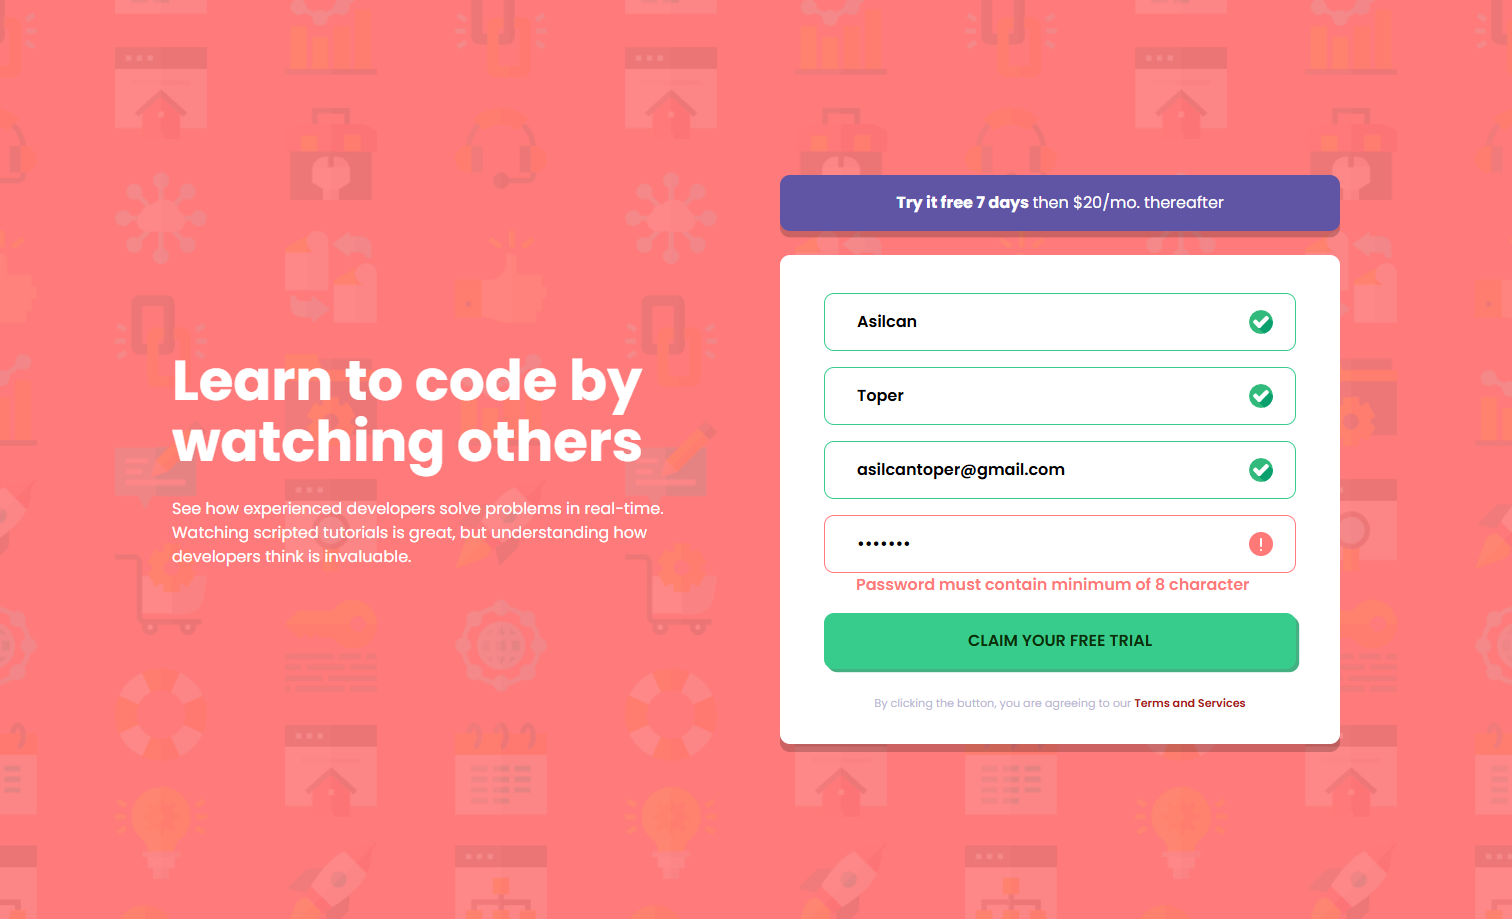 Learn to code by
watching others
See how experienced developers solve problems in real-time.
Watching scripted tutorials is great, but understanding how
developers think is invaluable.
Try it free 7 days then $20/mo. thereafter
Asilcan
Toper
asilcantoper@gmail.com
•••••••
Password must contain minimum of 8 character
CLAIM YOUR FREE TRIAL
By clicking the button, you are agreeing to our Terms and Services